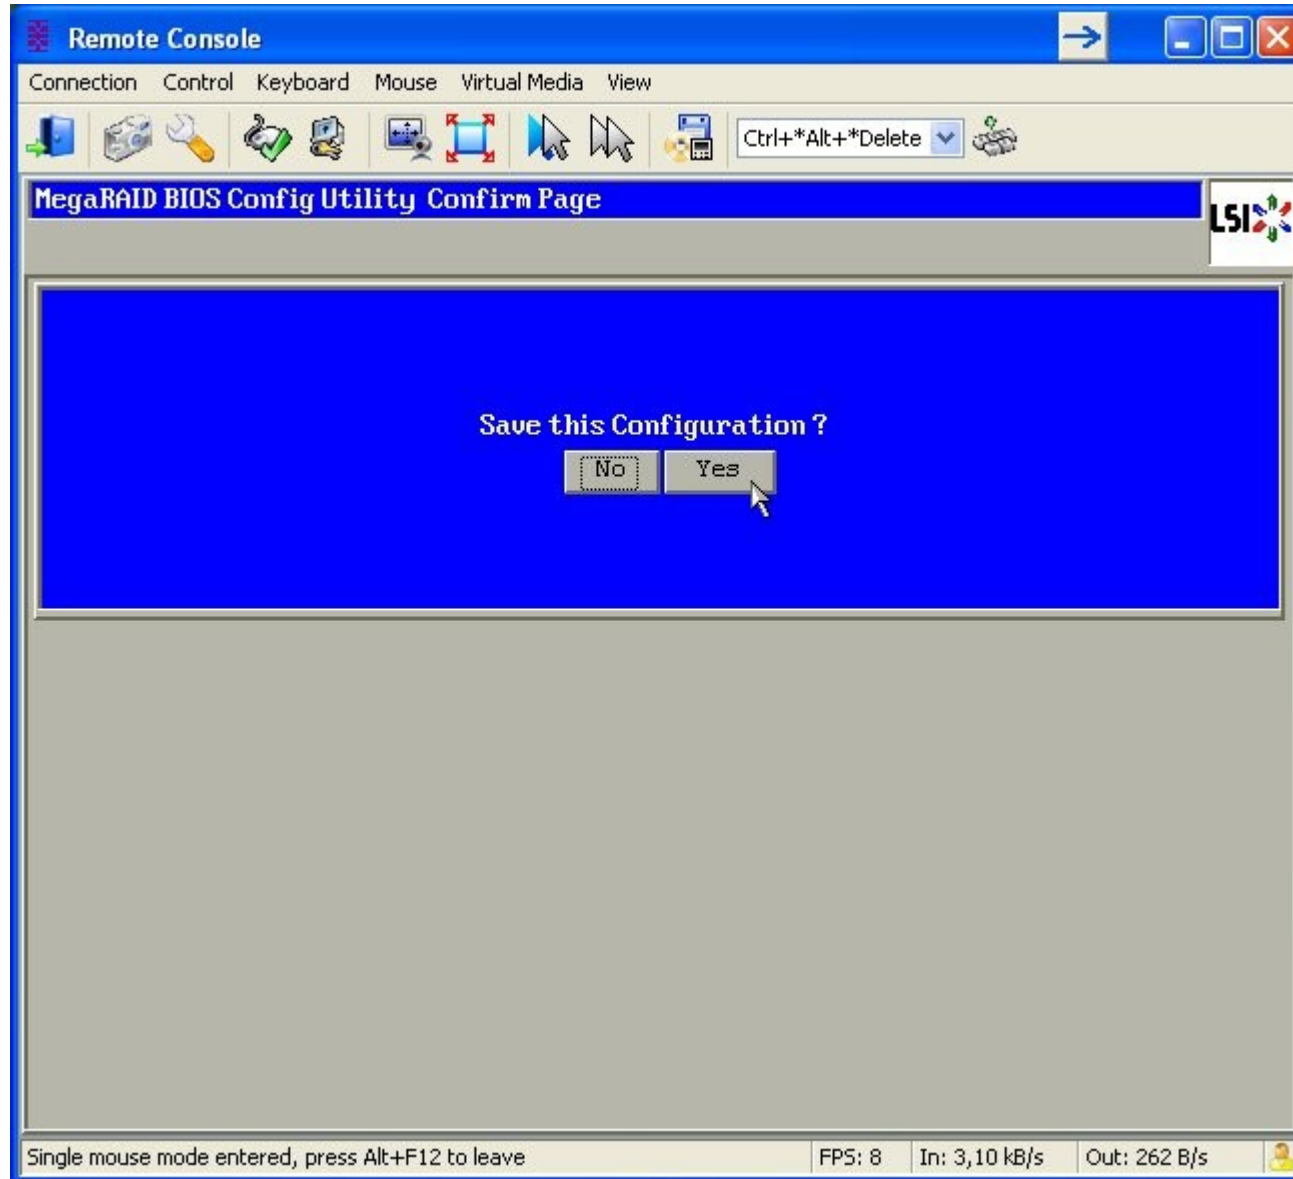 Remote Console
Connection Control Keyboard Mouse Virtual Media View
Ctrl+*Alt+*Delete
MegaRAID BIOS Config Utility Confirm Page
LSI
Save this Configuration ?
No Yes
Single mouse mode entered, press Alt+F12 to leave FPS: 8 In: 3,10 kB/s Out: 262 B/s